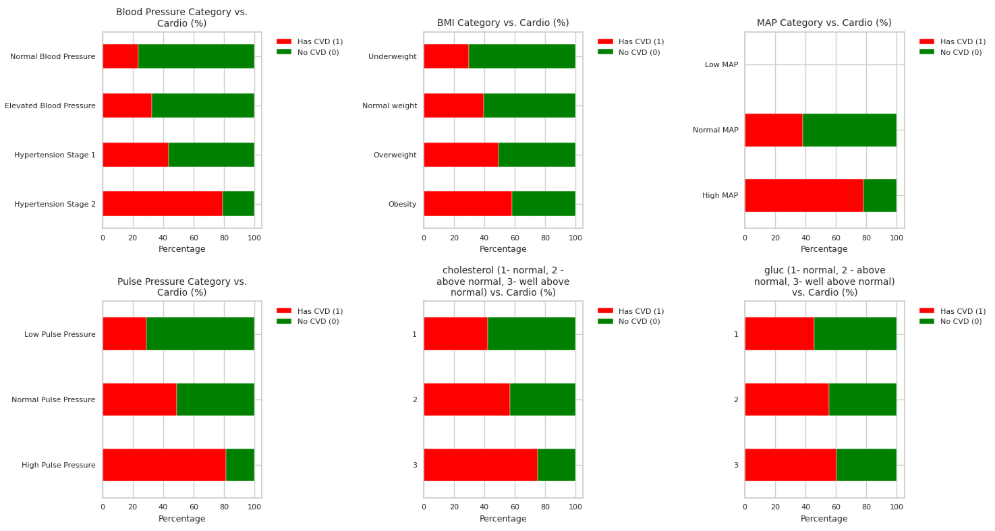 Blood Pressure Category vs.
Cardio (%)
Has CVD (1)
No CVD (0)
Normal Blood Pressure
Elevated Blood Pressure
Hypertension Stage 1
Hypertension Stage 2
0 20 40 60 80 100
Percentage
BMI Category vs. Cardio (%)
Has CVD (1)
No CVD (0)
Underweight
Normal weight
Overweight
Obesity
0 20 40 60 80 100
Percentage
MAP Category vs. Cardio (%)
Has CVD (1)
No CVD (0)
Low MAP
Normal MAP
High MAP
0 20 40 60 80 100
Percentage
Pulse Pressure Category vs.
Cardio (%)
Has CVD (1)
No CVD (0)
Low Pulse Pressure
Normal Pulse Pressure
High Pulse Pressure
0 20 40 60 80 100
Percentage
cholesterol (1- normal, 2 -
above normal, 3- well above
normal) vs. Cardio (%)
Has CVD (1)
No CVD (0)
1
2
3
0 20 40 60 80 100
Percentage
gluc (1- normal, 2 - above
normal, 3- well above normal)
vs. Cardio (%)
Has CVD (1)
No CVD (0)
1
2
3
0 20 40 60 80 100
Percentage